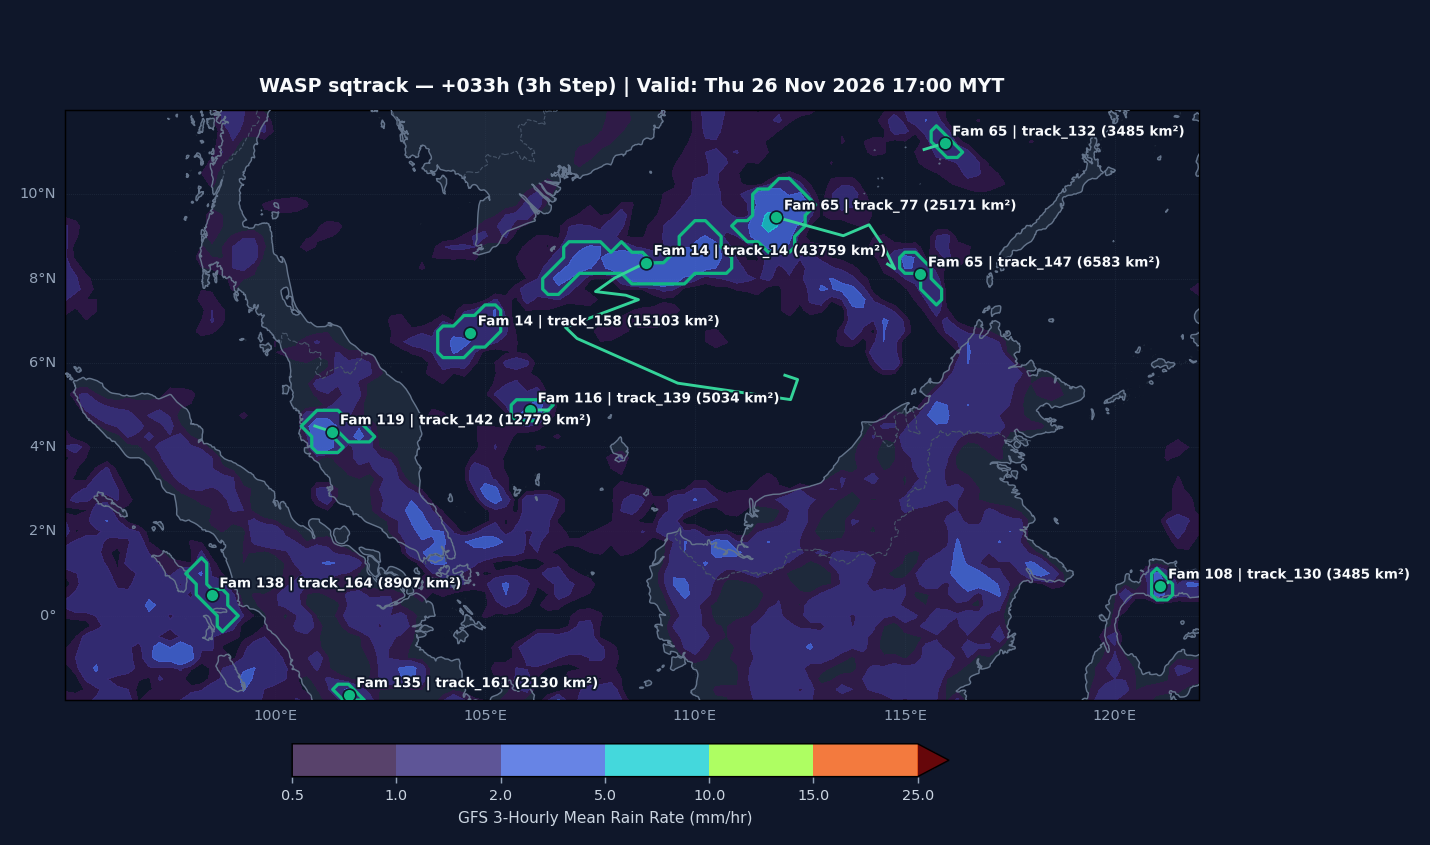 WASP sqtrack — +033h (3h Step) | Valid: Thu 26 Nov 2026 17:00 MYT
Fam 65 | track_132 (3485 km²)
10°N
Fam 65 | track_77 (25171 km²)
Fam 14 | track_14 (43759 km²)
Fam 65 | track_147 (6583 km²)
8°N
Fam 14 | track_158 (15103 km²)
6°N
Fam 116 | track_139 (5034 km²)
Fam 119 | track_142 (12779 km²)
4°N
2°N
Fam 108 | track_130 (3485 km²)
Fam 138 | track_164 (8907 km²)
0°
Fam 135 | track_161 (2130 km²)
100°E 105°E 110°E 115°E 120°E
0.5 1.0 2.0 5.0 10.0 15.0 25.0
GFS 3-Hourly Mean Rain Rate (mm/hr)